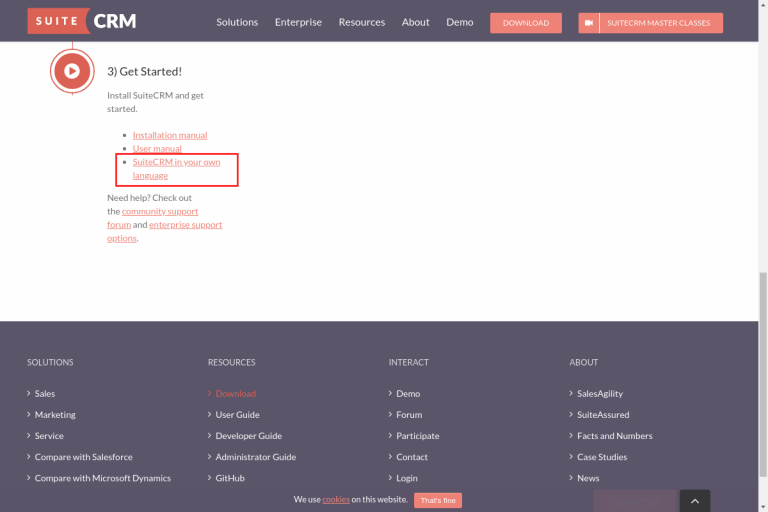 SUITE CRM
Solutions Enterprise Resources About Demo DOWNLOAD SUITECRM MASTER CLASSES
3) Get Started!
Install SuiteCRM and get
started.
Installation manual
User manual
SuiteCRM in your own
language
Need help? Check out
the community support
forum and enterprise support
options.
SOLUTIONS
Sales
Marketing
Service
Compare with Salesforce
Compare with Microsoft Dynamics
RESOURCES
Download
User Guide
Developer Guide
Administrator Guide
GitHub
INTERACT
Demo
Forum
Participate
Contact
Login
ABOUT
SalesAgility
SuiteAssured
Facts and Numbers
Case Studies
News
We use cookies on this website. That's fine